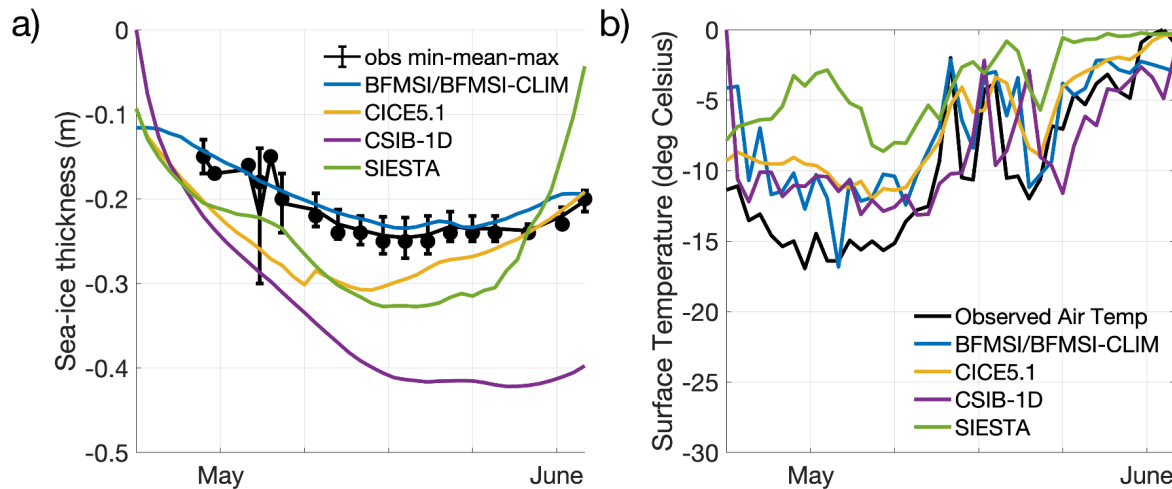 a)
Sea-ice thickness (m)
0
-0.1
-0.2
-0.3
-0.4
-0.5
May
June
obs min-mean-max
BFMSI/BFMSI-CLIM
CICE5.1
CSIB-1D
SIESTA
b)
Surface Temperature (deg Celsius)
0
-5
-10
-15
-20
-25
-30
May
June
Observed Air Temp
BFMSI/BFMSI-CLIM
CICE5.1
CSIB-1D
SIESTA